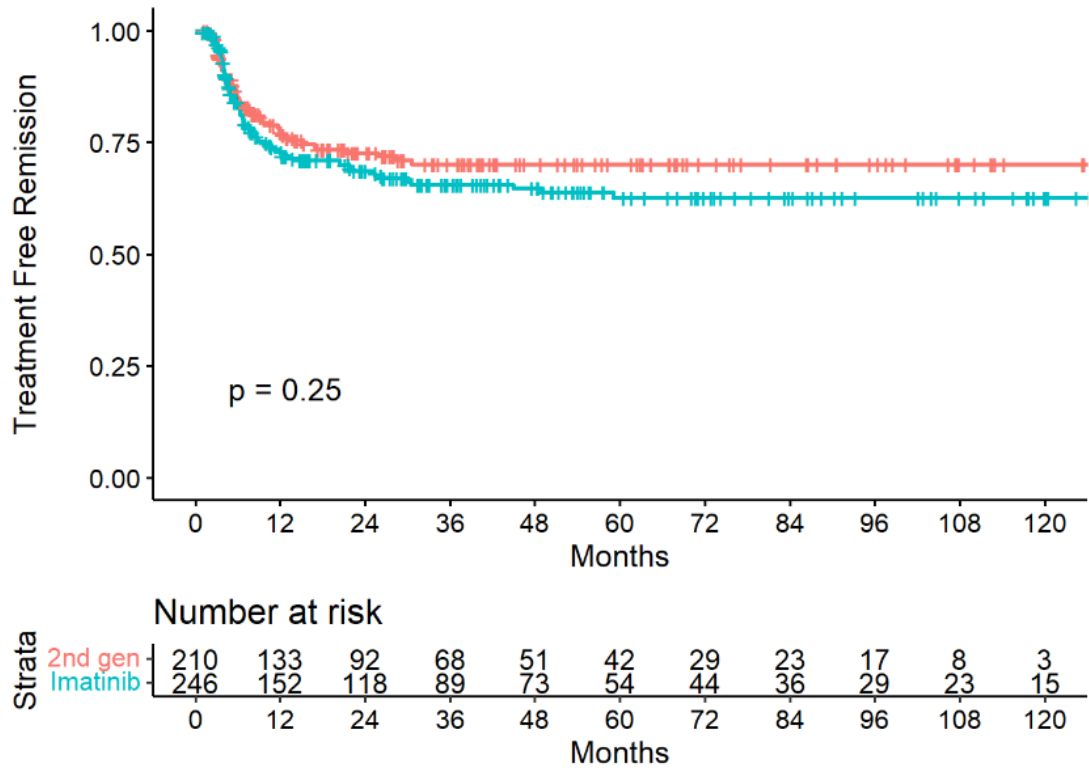 Treatment Free Remission
1.00
0.75
0.50
0.25
0.00
p = 0.25
0 12 24 36 48 60 72 84 96 108 120
Months
Number at risk
Strata
2nd gen 210 133 92 68 51 42 29 23 17 8 3
Imatinib 246 152 118 89 73 54 44 36 29 23 15
0 12 24 36 48 60 72 84 96 108 120
Months